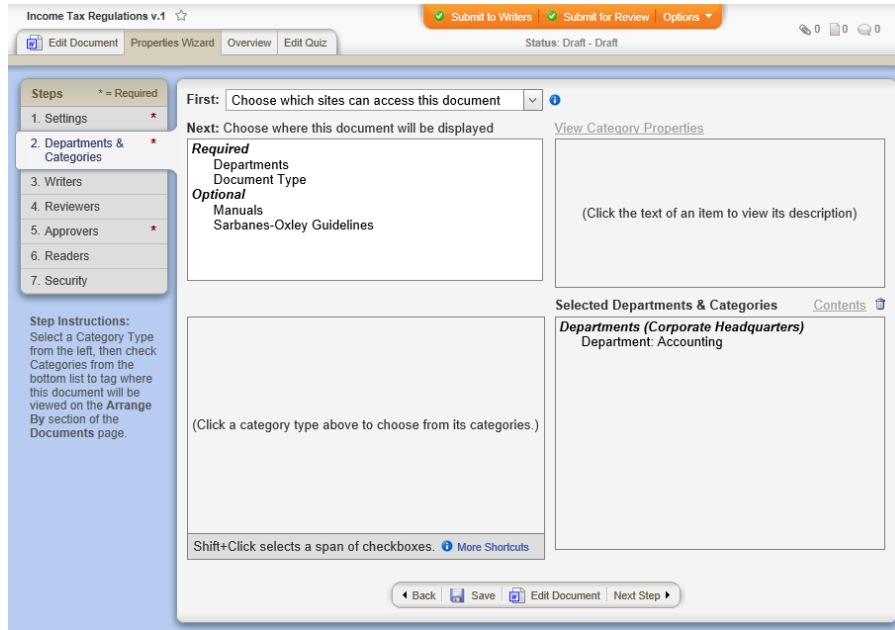 Income Tax Regulations v.1
Submit to Writers Submit for Review Options
0 0 0
Edit Document Properties Wizard Overview Edit Quiz
Status: Draft - Draft
Steps * = Required
1. Settings *
2. Departments & *
Categories
3. Writers
4. Reviewers
5. Approvers *
6. Readers
7. Security
Step Instructions:
Select a Category Type
from the left, then check
Categories from the
bottom list to tag where
this document will be
viewed on the Arrange
By section of the
Documents page.
First: Choose which sites can access this document
Next: Choose where this document will be displayed
Required
Departments
Document Type
Optional
Manuals
Sarbanes-Oxley Guidelines
View Category Properties
(Click the text of an item to view its description)
(Click a category type above to choose from its categories.)
Shift+Click selects a span of checkboxes. More Shortcuts
Selected Departments & Categories Contents
Departments (Corporate Headquarters)
Department: Accounting
Back Save Edit Document Next Step